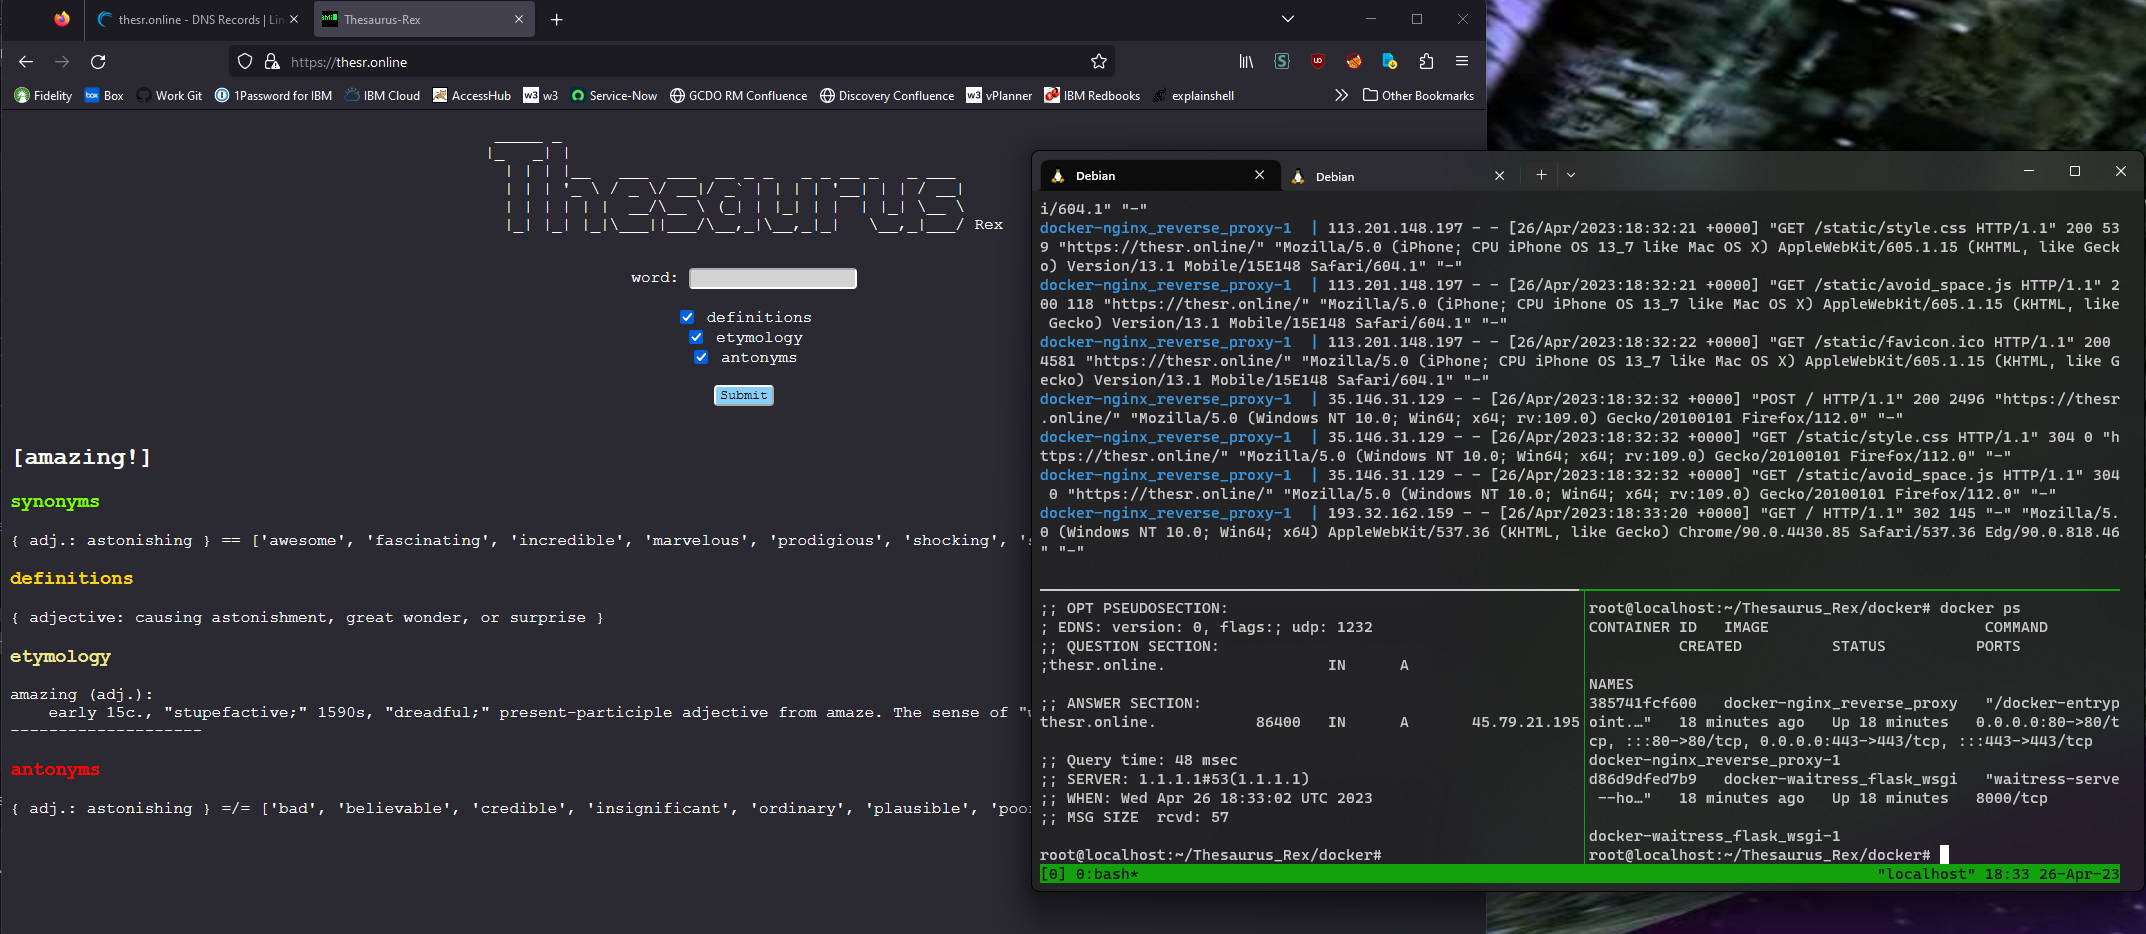 thesr.online - DNS Records | Lin
Thesaurus-Rex
https://thesr.online
Fidelity
Box
Work Git
1Password for IBM
IBM Cloud
AccessHub
w3 w3
Service-Now
GCDO RM Confluence
Discovery Confluence
w3 vPlanner
IBM Redbooks
explainshell
Other Bookmarks
Thesaurus Rex
word:
definitions
etymology
antonyms
Submit
[amazing!]
synonyms
{ adj.: astonishing } == ['awesome', 'fascinating', 'incredible', 'marvelous', 'prodigious', 'shocking', 's
definitions
{ adjective: causing astonishment, great wonder, or surprise }
etymology
amazing (adj.):
early 15c., "stupefactive;" 1590s, "dreadful;" present-participle adjective from amaze. The sense of "w
--------------------
antonyms
{ adj.: astonishing } =/= ['bad', 'believable', 'credible', 'insignificant', 'ordinary', 'plausible', 'poor
Debian
Debian
i/604.1" "-"
docker-nginx_reverse_proxy-1  | 113.201.148.197 - - [26/Apr/2023:18:32:21 +0000] "GET /static/style.css HTTP/1.1" 200 53
9 "https://thesr.online/" "Mozilla/5.0 (iPhone; CPU iPhone OS 13_7 like Mac OS X) AppleWebKit/605.1.15 (KHTML, like Geck
o) Version/13.1 Mobile/15E148 Safari/604.1" "-"
docker-nginx_reverse_proxy-1  | 113.201.148.197 - - [26/Apr/2023:18:32:21 +0000] "GET /static/avoid_space.js HTTP/1.1" 2
00 118 "https://thesr.online/" "Mozilla/5.0 (iPhone; CPU iPhone OS 13_7 like Mac OS X) AppleWebKit/605.1.15 (KHTML, like
Gecko) Version/13.1 Mobile/15E148 Safari/604.1" "-"
docker-nginx_reverse_proxy-1  | 113.201.148.197 - - [26/Apr/2023:18:32:22 +0000] "GET /static/favicon.ico HTTP/1.1" 200
4581 "https://thesr.online/" "Mozilla/5.0 (iPhone; CPU iPhone OS 13_7 like Mac OS X) AppleWebKit/605.1.15 (KHTML, like G
ecko) Version/13.1 Mobile/15E148 Safari/604.1" "-"
docker-nginx_reverse_proxy-1  | 35.146.31.129 - - [26/Apr/2023:18:32:32 +0000] "POST / HTTP/1.1" 200 2496 "https://thesr
.online/" "Mozilla/5.0 (Windows NT 10.0; Win64; x64; rv:109.0) Gecko/20100101 Firefox/112.0" "-"
docker-nginx_reverse_proxy-1  | 35.146.31.129 - - [26/Apr/2023:18:32:32 +0000] "GET /static/style.css HTTP/1.1" 304 0 "h
ttps://thesr.online/" "Mozilla/5.0 (Windows NT 10.0; Win64; x64; rv:109.0) Gecko/20100101 Firefox/112.0" "-"
docker-nginx_reverse_proxy-1  | 35.146.31.129 - - [26/Apr/2023:18:32:32 +0000] "GET /static/avoid_space.js HTTP/1.1" 304
0 "https://thesr.online/" "Mozilla/5.0 (Windows NT 10.0; Win64; x64; rv:109.0) Gecko/20100101 Firefox/112.0" "-"
docker-nginx_reverse_proxy-1  | 193.32.162.159 - - [26/Apr/2023:18:33:20 +0000] "GET / HTTP/1.1" 302 145 "-" "Mozilla/5.
0 (Windows NT 10.0; Win64; x64) AppleWebKit/537.36 (KHTML, like Gecko) Chrome/90.0.4430.85 Safari/537.36 Edg/90.0.818.46
" "-"
;; OPT PSEUDOSECTION:
; EDNS: version: 0, flags:; udp: 1232
;; QUESTION SECTION:
;thesr.online. IN A
;; ANSWER SECTION:
thesr.online. 86400 IN A 45.79.21.195
;; Query time: 48 msec
;; SERVER: 1.1.1.1#53(1.1.1.1)
;; WHEN: Wed Apr 26 18:33:02 UTC 2023
;; MSG SIZE  rcvd: 57
root@localhost:~/Thesaurus_Rex/docker#
root@localhost:~/Thesaurus_Rex/docker# docker ps
CONTAINER ID IMAGE COMMAND
CREATED STATUS PORTS
NAMES
385741fcf600 docker-nginx_reverse_proxy "/docker-entryp
oint.…" 18 minutes ago Up 18 minutes 0.0.0.0:80->80/t
cp, :::80->80/tcp, 0.0.0.0:443->443/tcp, :::443->443/tcp
docker-nginx_reverse_proxy-1
d86d9dfed7b9 docker-waitress_flask_wsgi "waitress-serve
--ho…" 18 minutes ago Up 18 minutes 8000/tcp
docker-waitress_flask_wsgi-1
root@localhost:~/Thesaurus_Rex/docker#
[0] 0:bash*
"localhost" 18:33 26-Apr-23